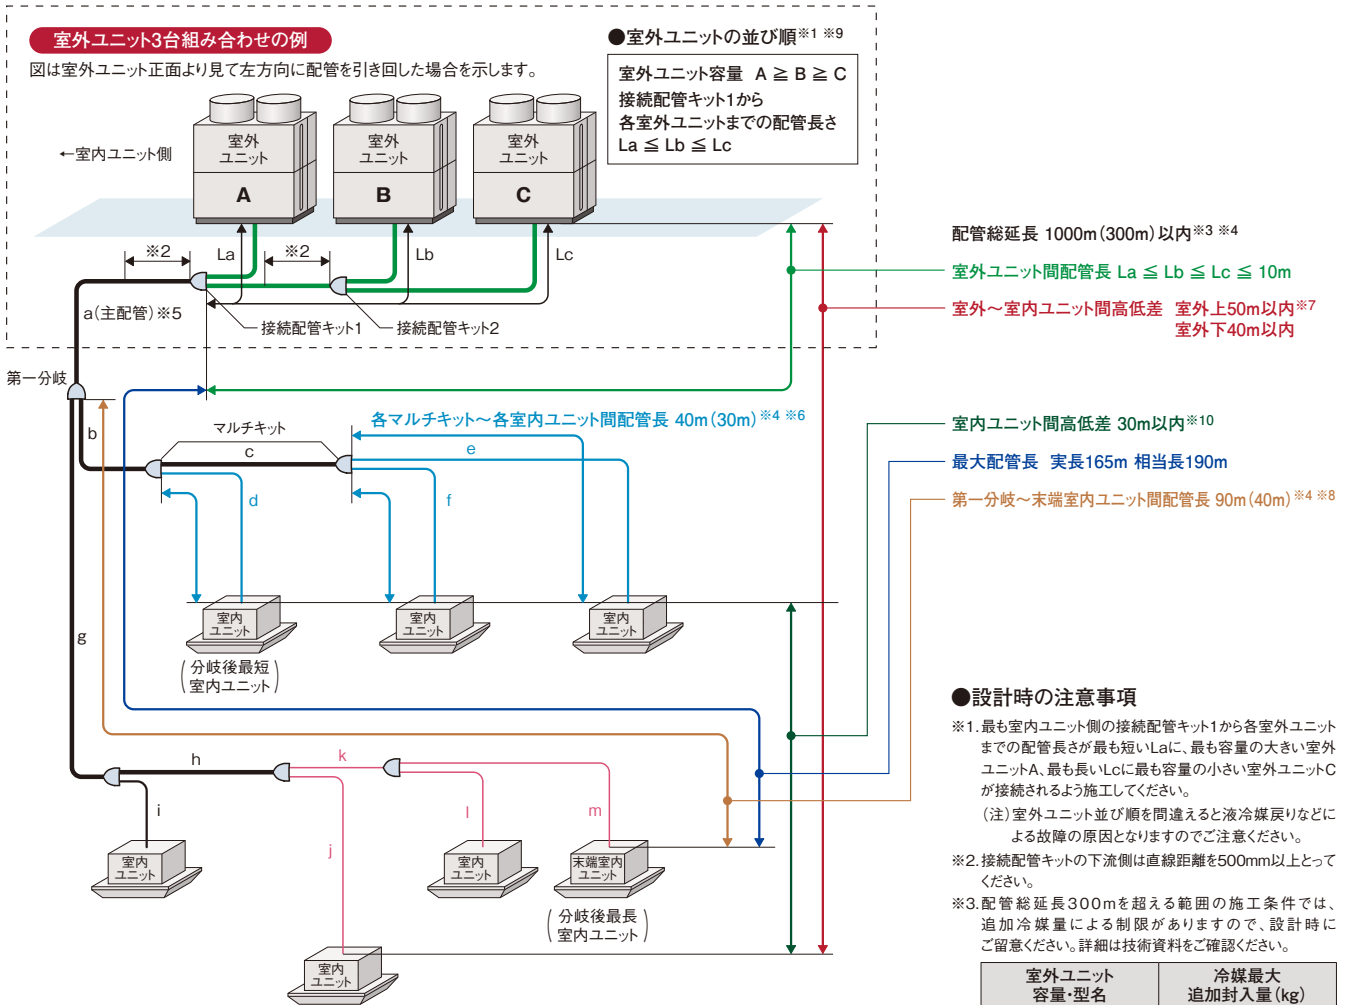 室外ユニット3台組み合わせの例
図は室外ユニット正面より見て左方向に配管を引き回した場合を示します。
●室外ユニットの並び順※1 ※9
室外ユニット容量 A ≧ B ≧ C
接続配管キット1から
各室外ユニットまでの配管長さ
La ≦ Lb ≦ Lc
←室内ユニット側
室外
ユニット
A
室外
ユニット
B
室外
ユニット
C
※2
La
※2
Lb
Lc
a(主配管)※5
接続配管キット1
接続配管キット2
配管総延長 1000m(300m)以内※3 ※4
室外ユニット間配管長 La ≦ Lb ≦ Lc ≦ 10m
室外～室内ユニット間高低差 室外上50m以内※7
室外下40m以内
第一分岐
b
マルチキット
c
各マルチキット～各室内ユニット間配管長 40m(30m)※4 ※6
e
d
f
室内ユニット間高低差 30m以内※10
最大配管長 実長165m 相当長190m
第一分岐～末端室内ユニット間配管長 90m(40m)※4 ※8
室内
ユニット
室内
ユニット
室内
ユニット
(分岐後最短
室内ユニット)
g
h
k
i
j
l
m
室内
ユニット
室内
ユニット
末端室内
ユニット
(分岐後最長
室内ユニット)
室内
ユニット
●設計時の注意事項
※1.最も室内ユニット側の接続配管キット1から各室外ユニット
までの配管長さが最も短いLaに、最も容量の大きい室外
ユニットA、最も長いLcに最も容量の小さい室外ユニットC
が接続されるよう施工してください。
(注)室外ユニット並び順を間違えると液冷媒戻りなどに
よる故障の原因となりますのでご注意ください。
※2.接続配管キットの下流側は直線距離を500mm以上とって
ください。
※3.配管総延長300mを超える範囲の施工条件では、
追加冷媒量による制限がありますので、設計時に
ご留意ください。詳細は技術資料をご確認ください。
室外ユニット
容量・型名
冷媒最大
追加封入量(kg)